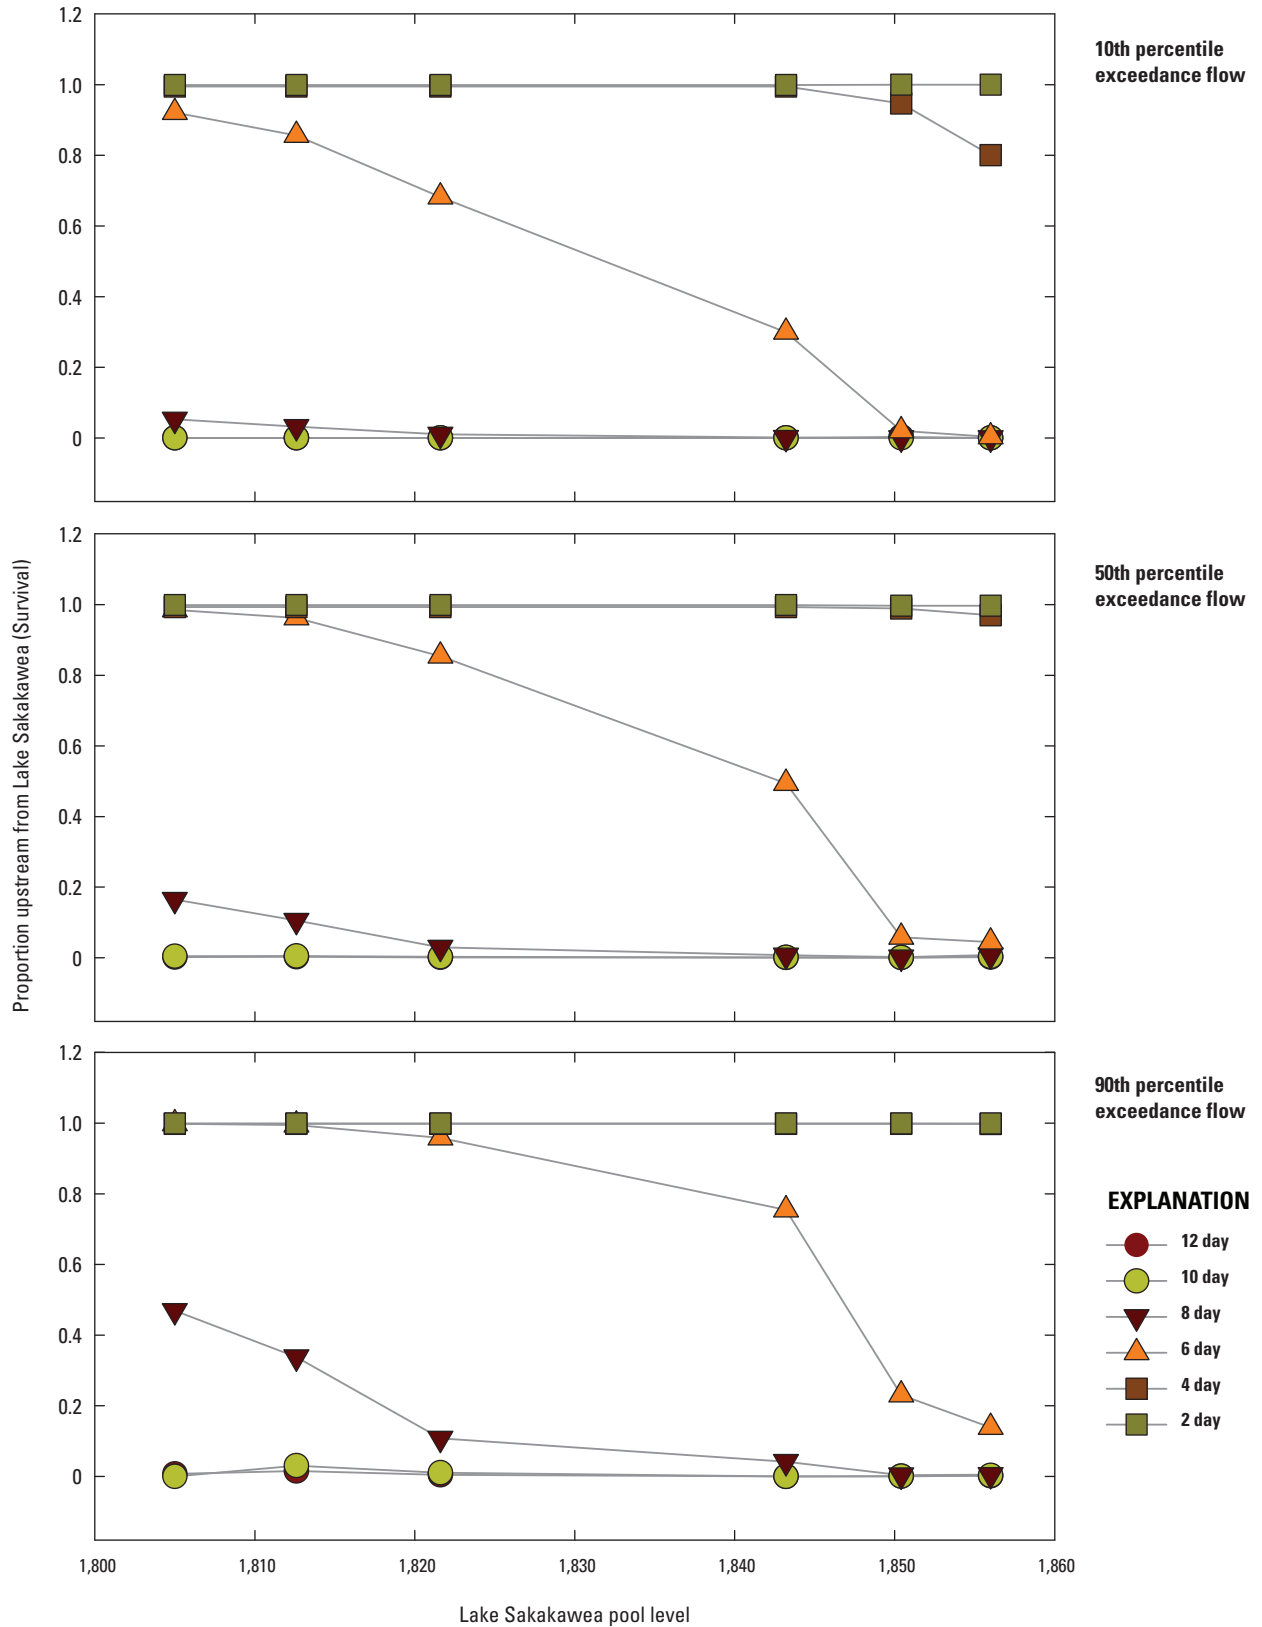 1.2
1.0
0.8
0.6
0.4
0.2
0
10th percentile
exceedance flow
1.2
1.0
0.8
0.6
0.4
0.2
0
50th percentile
exceedance flow
Proportion upstream from Lake Sakakawea (Survival)
1.2
1.0
0.8
0.6
0.4
0.2
0
90th percentile
exceedance flow
EXPLANATION
12 day
10 day
8 day
6 day
4 day
2 day
1,800 1,810 1,820 1,830 1,840 1,850 1,860
Lake Sakakawea pool level